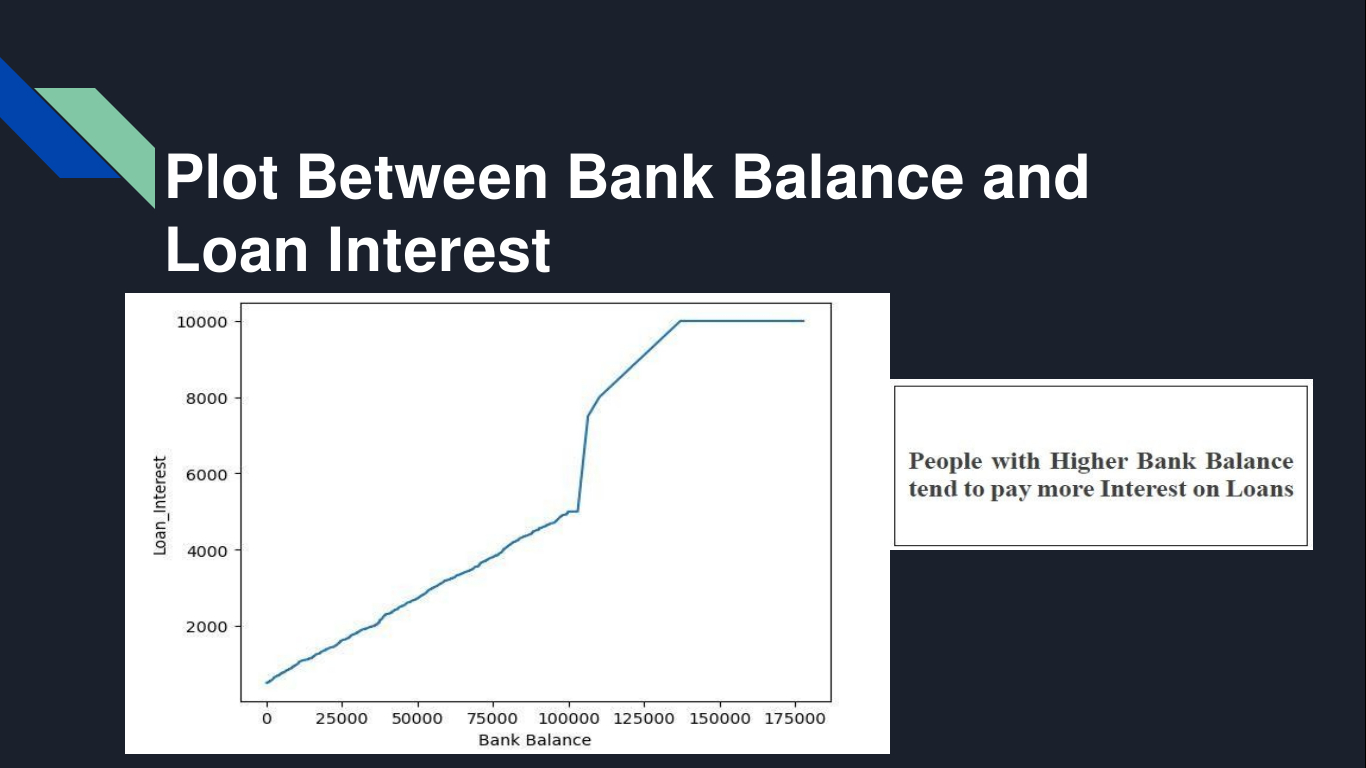 Plot Between Bank Balance and
Loan Interest
10000
8000
6000
4000
2000
Loan_Interest
0 25000 50000 75000 100000 125000 150000 175000
Bank Balance
People with Higher Bank Balance
tend to pay more Interest on Loans